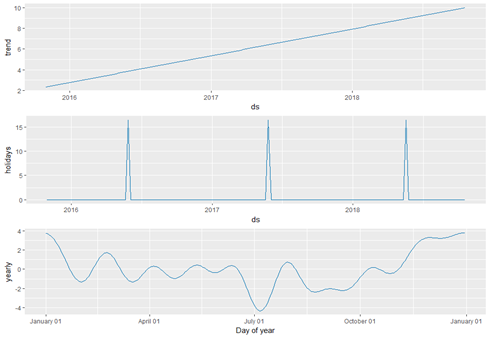 10
8
6
4
2
trend
2016 2017 2018
ds
15
10
5
0
holidays
2016 2017 2018
ds
4
2
0
-2
-4
yearly
January 01 April 01 July 01 October 01 January 01
Day of year